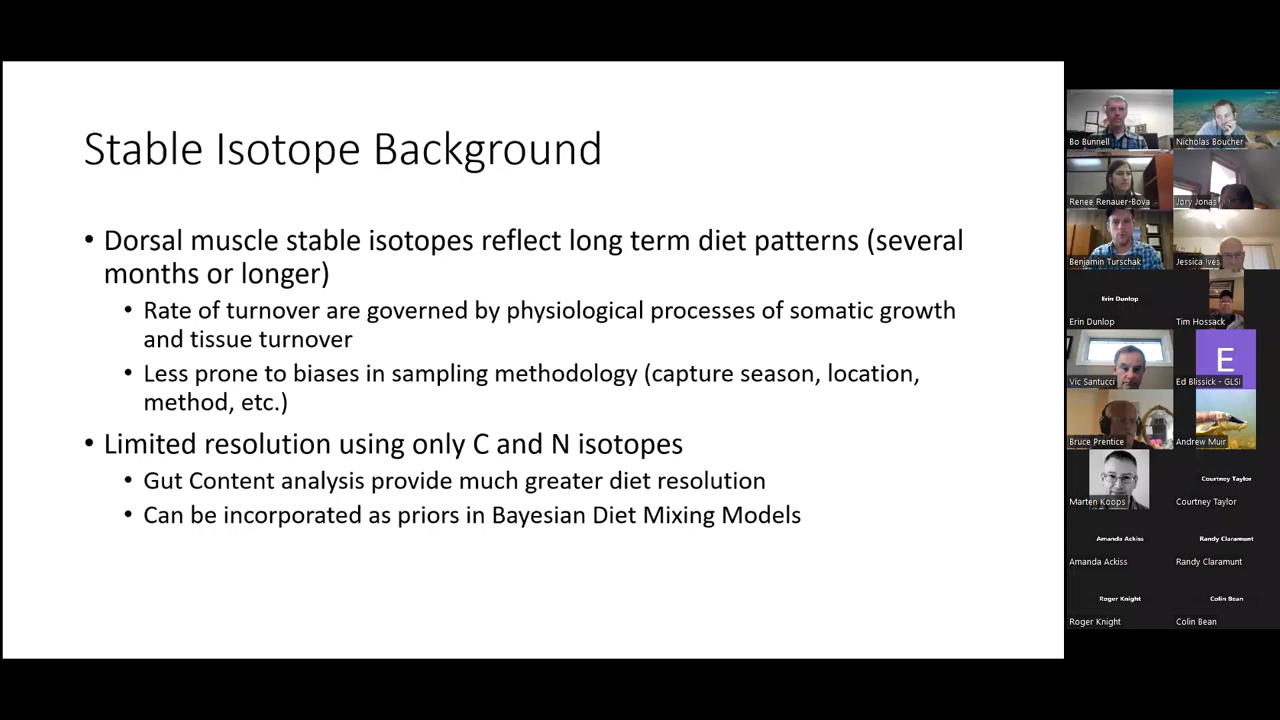 Stable Isotope Background
• Dorsal muscle stable isotopes reflect long term diet patterns (several
months or longer)
• Rate of turnover are governed by physiological processes of somatic growth
and tissue turnover
• Less prone to biases in sampling methodology (capture season, location,
method, etc.)
• Limited resolution using only C and N isotopes
• Gut Content analysis provide much greater diet resolution
• Can be incorporated as priors in Bayesian Diet Mixing Models
Bo Bunnell
Nicholas Boucher
Renee Renauer-Bova
Jory Jonas
Benjamin Turschak
Jessica Ives
Erin Dunlop
Erin Dunlop
Tim Hossack
Vic Santucci
E
Ed Blissick - GLSI
Bruce Prentice
Andrew Muir
Marten Koops
Courtney Taylor
Courtney Taylor
Amanda Ackiss
Amanda Ackiss
Randy Claramunt
Randy Claramunt
Roger Knight
Roger Knight
Colin Bean
Colin Bean